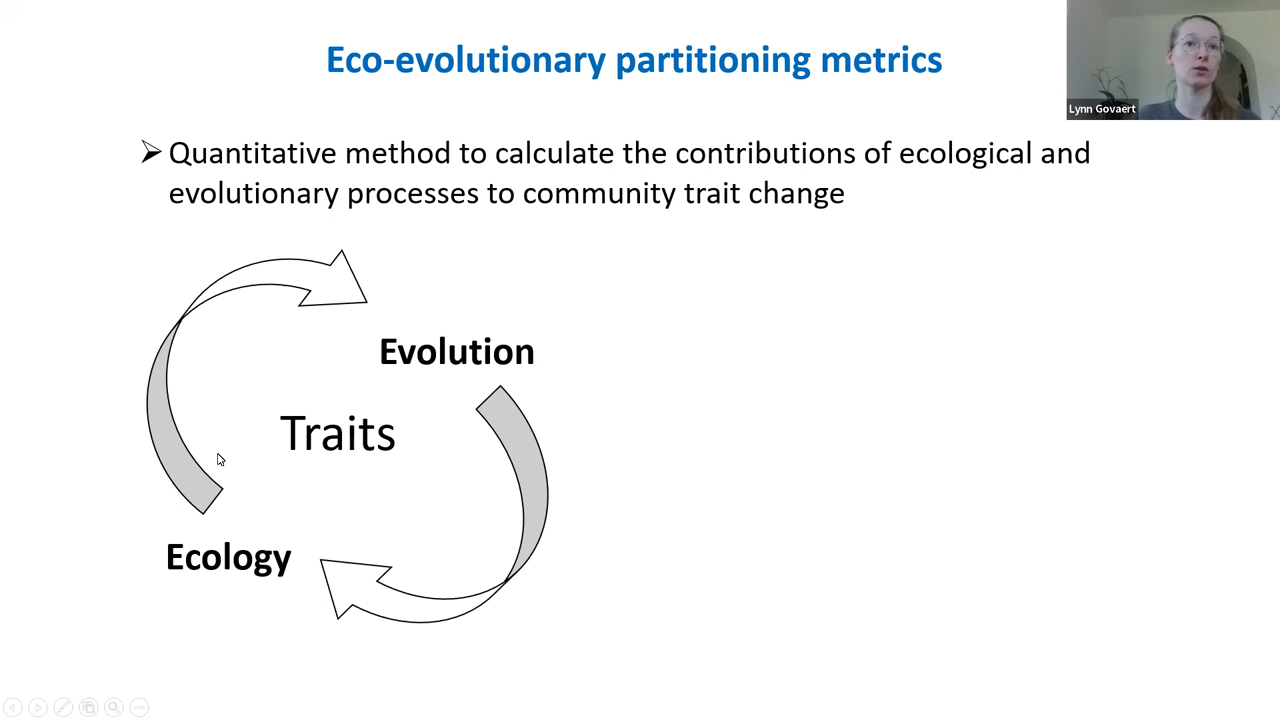 Eco-evolutionary partitioning metrics
Lynn Govaert
➢ Quantitative method to calculate the contributions of ecological and
evolutionary processes to community trait change
Evolution
Traits
Ecology